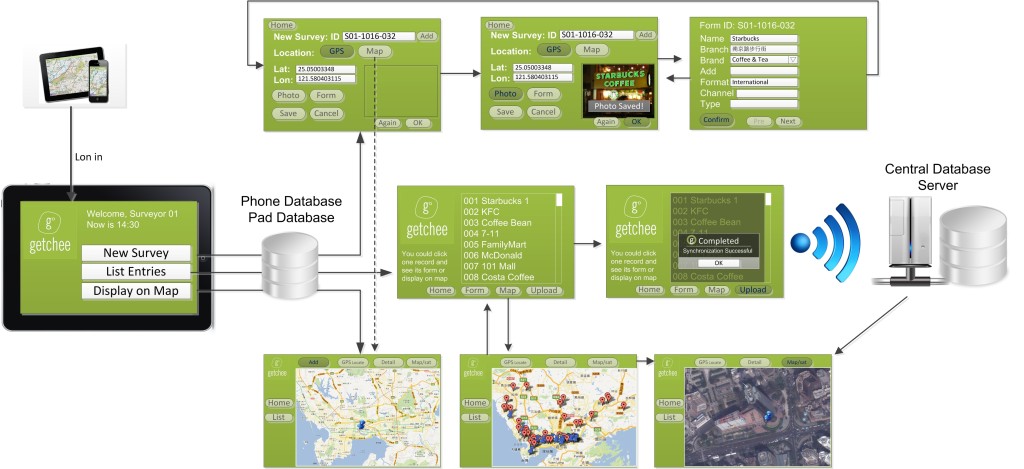 Lon in
getchee
Welcome, Surveyor 01
Now is 14:30
New Survey
List Entries
Display on Map
Phone Database
Pad Database
Home
New Survey: ID S01-1016-032 Add
Location: GPS Map
Lat: 25.05003348
Lon: 121.580403115
Photo Form
Save Cancel
Again OK
Home
New Survey: ID S01-1016-032 Add
Location: GPS Map
Lat: 25.05003348
Lon: 121.580403115
Photo Form
Save Cancel
STARBUCKS
COFFEE
Photo Saved!
Again OK
Form ID: S01-1016-032
Name Starbucks
Branch 南京路步行街
Brand Coffee & Tea
Add
Format International
Channel
Type
Confirm Pre Next
getchee
You could click
one record and
see its form or
display on map
001 Starbucks 1
002 KFC
003 Coffee Bean
004 7-11
005 FamilyMart
006 McDonald
007 101 Mall
008 Costa Coffee
Home Form Map Upload
getchee
You could click
one record and
see its form or
display on map
001 Starbucks 1
002 KFC
003 Coffee Bean
004 7-11
Completed
Synchronization Successful
OK
008 Costa Coffee
Home Form Map Upload
Central Database
Server
getchee
Add GPS Locate Detail Map/sat
Home
List
getchee
GPS Locate Detail Map/sat
Home
List
getchee
GPS Locate Detail Map/sat
Home
List